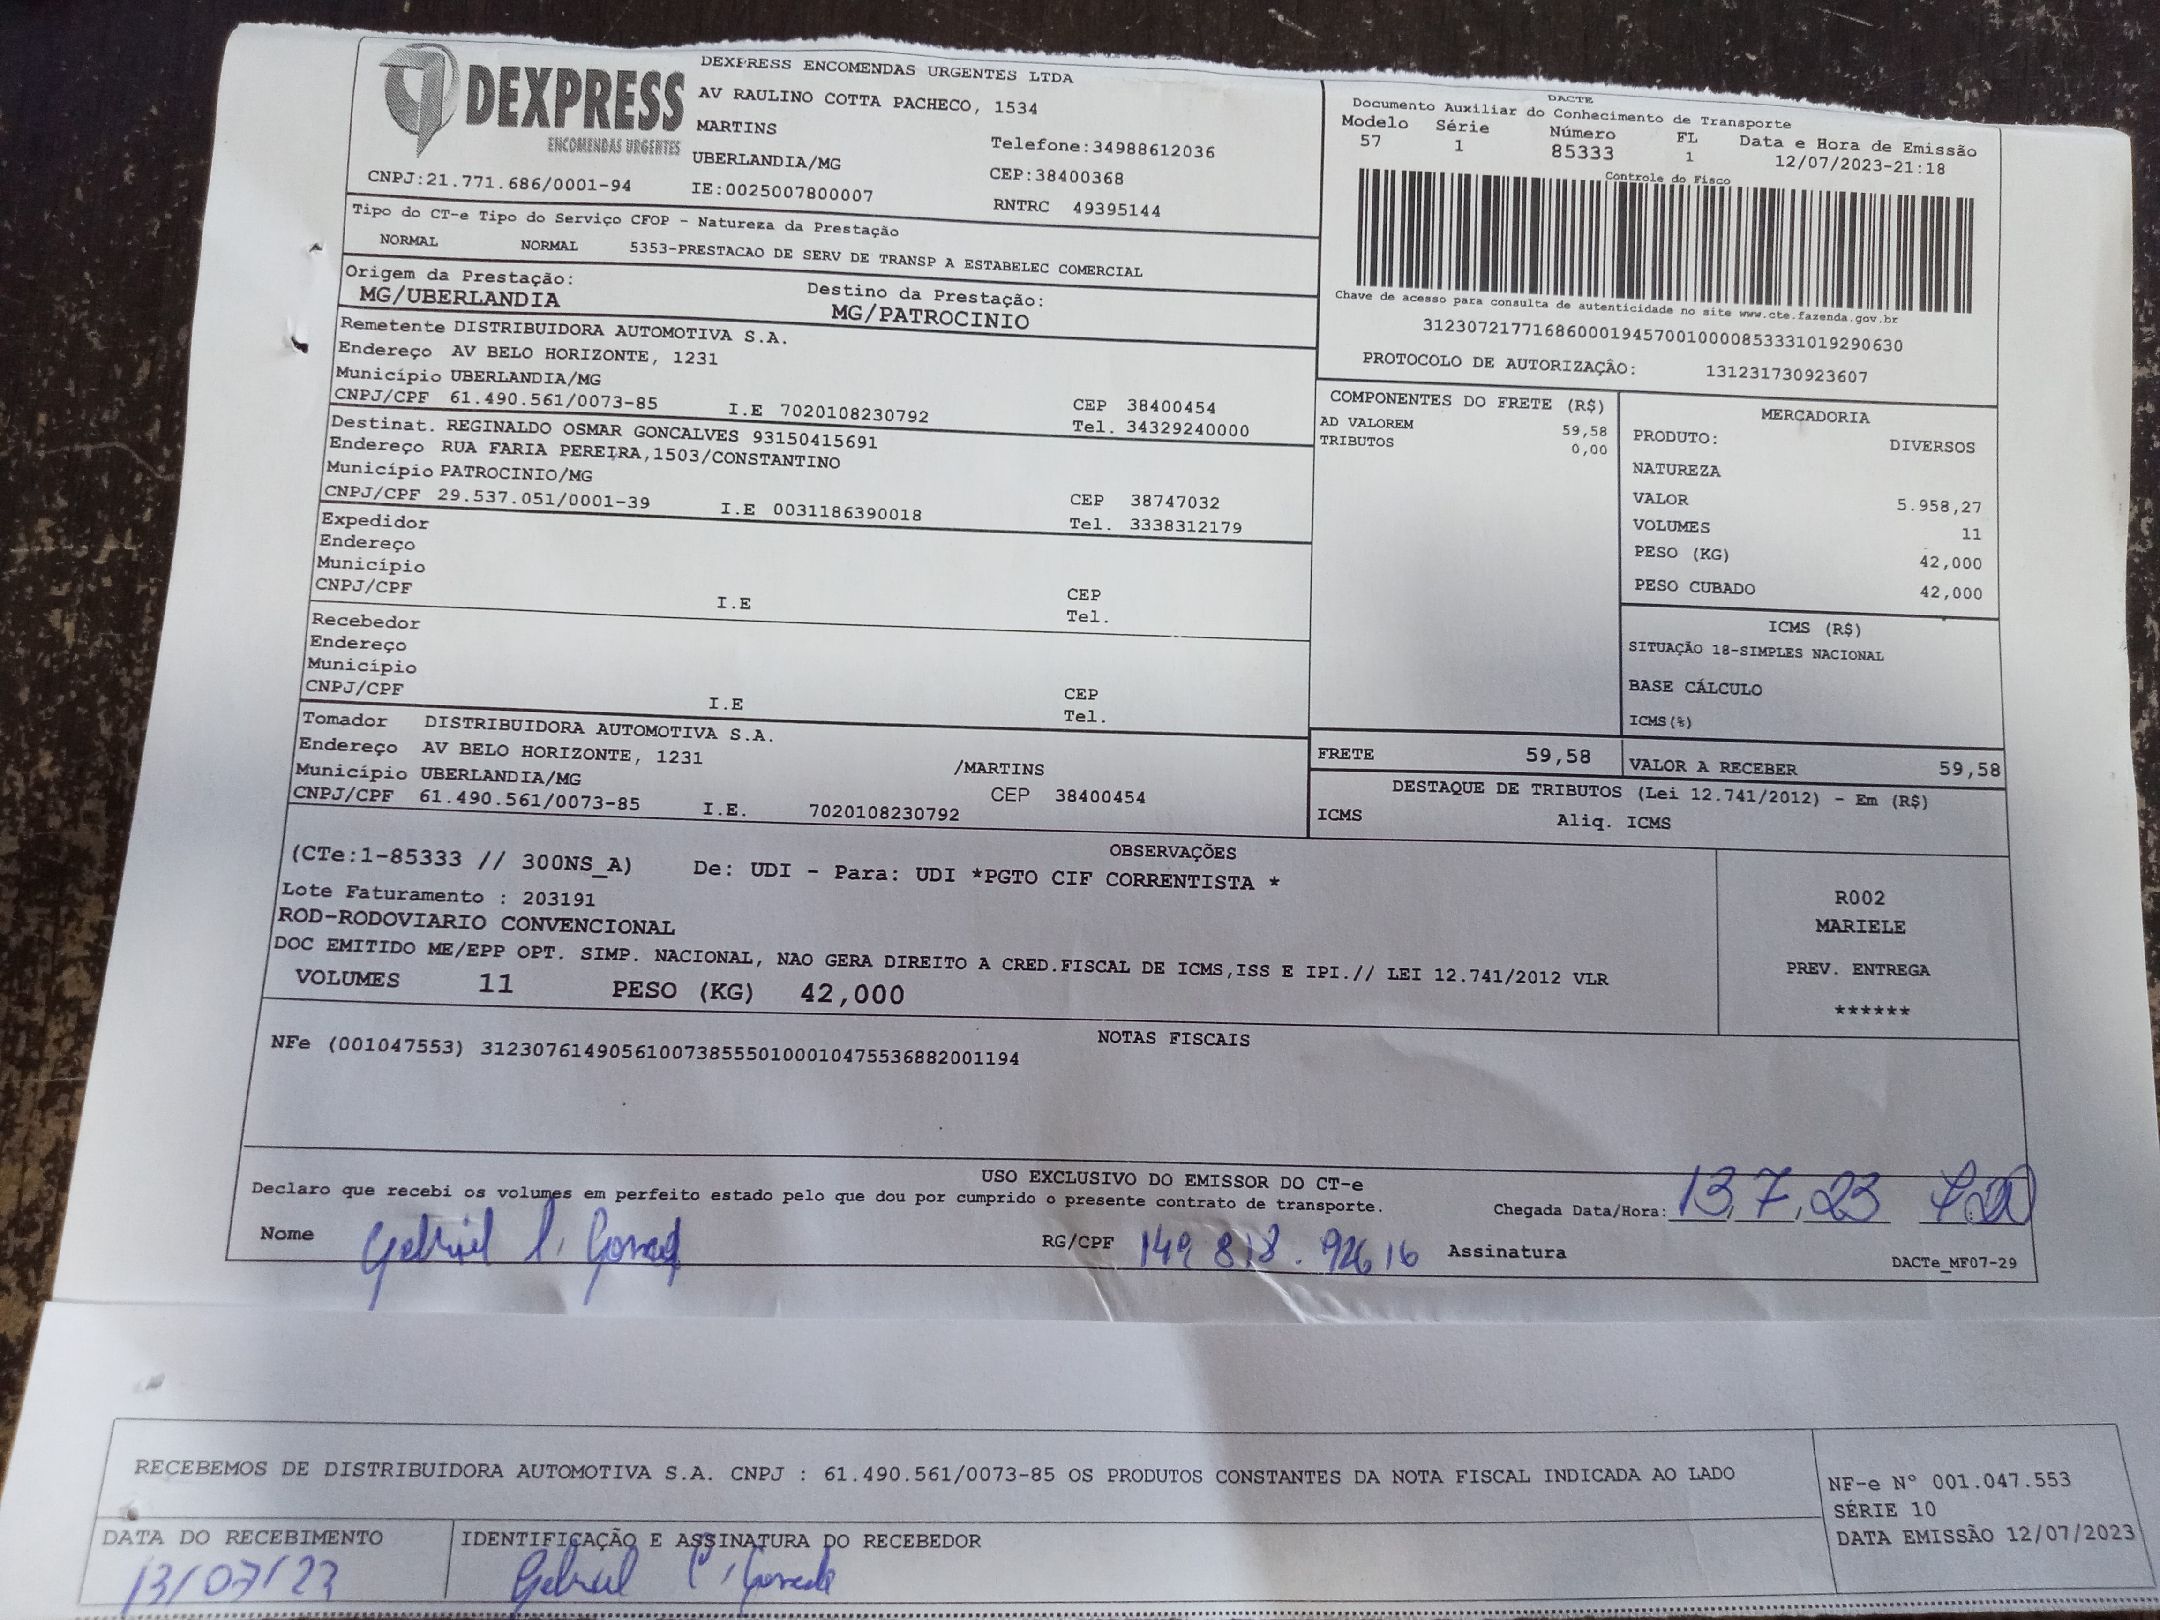 DEXPRESS
ENCOMENDAS URGENTES
CNPJ:21.771.686/0001-94
DEXPRESS ENCOMENDAS URGENTES LTDA
AV RAULINO COTTA PACHECO, 1534
MARTINS
Telefone:34988612036
UBERLANDIA/MG
CEP:38400368
IE:0025007800007
RNTRC 49395144
DACTE
Documento Auxiliar do Conhecimento de Transporte
Modelo Série Número FL Data e Hora de Emissão
57 1 85333 1 12/07/2023-21:18
Controle do Fisco
Chave de acesso para consulta de autenticidade no site www.cte.fazenda.gov.br
31230721771686000194570010000853331019290630
PROTOCOLO DE AUTORIZAÇÃO: 131231730923607
Tipo do CT-e Tipo do Serviço CFOP - Natureza da Prestação
NORMAL NORMAL 5353-PRESTACAO DE SERV DE TRANSP A ESTABELEC COMERCIAL
Origem da Prestação: Destino da Prestação:
MG/UBERLANDIA MG/PATROCINIO
Remetente DISTRIBUIDORA AUTOMOTIVA S.A.
Endereço AV BELO HORIZONTE, 1231
Município UBERLANDIA/MG CEP 38400454
CNPJ/CPF 61.490.561/0073-85 I.E 7020108230792 Tel. 34329240000
Destinat. REGINALDO OSMAR GONCALVES 93150415691
Endereço RUA FARIA PEREIRA,1503/CONSTANTINO
Município PATROCINIO/MG CEP 38747032
CNPJ/CPF 29.537.051/0001-39 I.E 0031186390018 Tel. 3338312179
Expedidor
Endereço
Município CEP
CNPJ/CPF I.E Tel.
Recebedor
Endereço
Município CEP
CNPJ/CPF I.E Tel.
Tomador DISTRIBUIDORA AUTOMOTIVA S.A.
Endereço AV BELO HORIZONTE, 1231 /MARTINS
Município UBERLANDIA/MG CEP 38400454
CNPJ/CPF 61.490.561/0073-85 I.E. 7020108230792
COMPONENTES DO FRETE (R$)
AD VALOREM 59,58
TRIBUTOS 0,00
MERCADORIA
PRODUTO: DIVERSOS
NATUREZA
VALOR 5.958,27
VOLUMES 11
PESO (KG) 42,000
PESO CUBADO 42,000
ICMS (R$)
SITUAÇÃO 18-SIMPLES NACIONAL
BASE CÁLCULO
ICMS(%)
FRETE 59,58 VALOR A RECEBER 59,58
DESTAQUE DE TRIBUTOS (Lei 12.741/2012) - Em (R$)
ICMS Aliq. ICMS
OBSERVAÇÕES
(CTe:1-85333 // 300NS_A) De: UDI - Para: UDI *PGTO CIF CORRENTISTA *
Lote Faturamento : 203191
ROD-RODOVIARIO CONVENCIONAL
DOC EMITIDO ME/EPP OPT. SIMP. NACIONAL, NAO GERA DIREITO A CRED.FISCAL DE ICMS,ISS E IPI.// LEI 12.741/2012 VLR
VOLUMES 11 PESO (KG) 42,000
R002
MARIELE
PREV. ENTREGA
******
NOTAS FISCAIS
NFe (001047553) 31230761490561007385550100010475536882001194
USO EXCLUSIVO DO EMISSOR DO CT-e
Declaro que recebi os volumes em perfeito estado pelo que dou por cumprido o presente contrato de transporte.
Chegada Data/Hora: 13,7,23
Nome Gabriel RG/CPF 149 818.926,16 Assinatura
DACTe_MF07-29
RECEBEMOS DE DISTRIBUIDORA AUTOMOTIVA S.A. CNPJ : 61.490.561/0073-85 OS PRODUTOS CONSTANTES DA NOTA FISCAL INDICADA AO LADO
NF-e Nº 001.047.553
SÉRIE 10
DATA EMISSÃO 12/07/2023
DATA DO RECEBIMENTO IDENTIFICAÇÃO E ASSINATURA DO RECEBEDOR
13/07/23 Gabriel